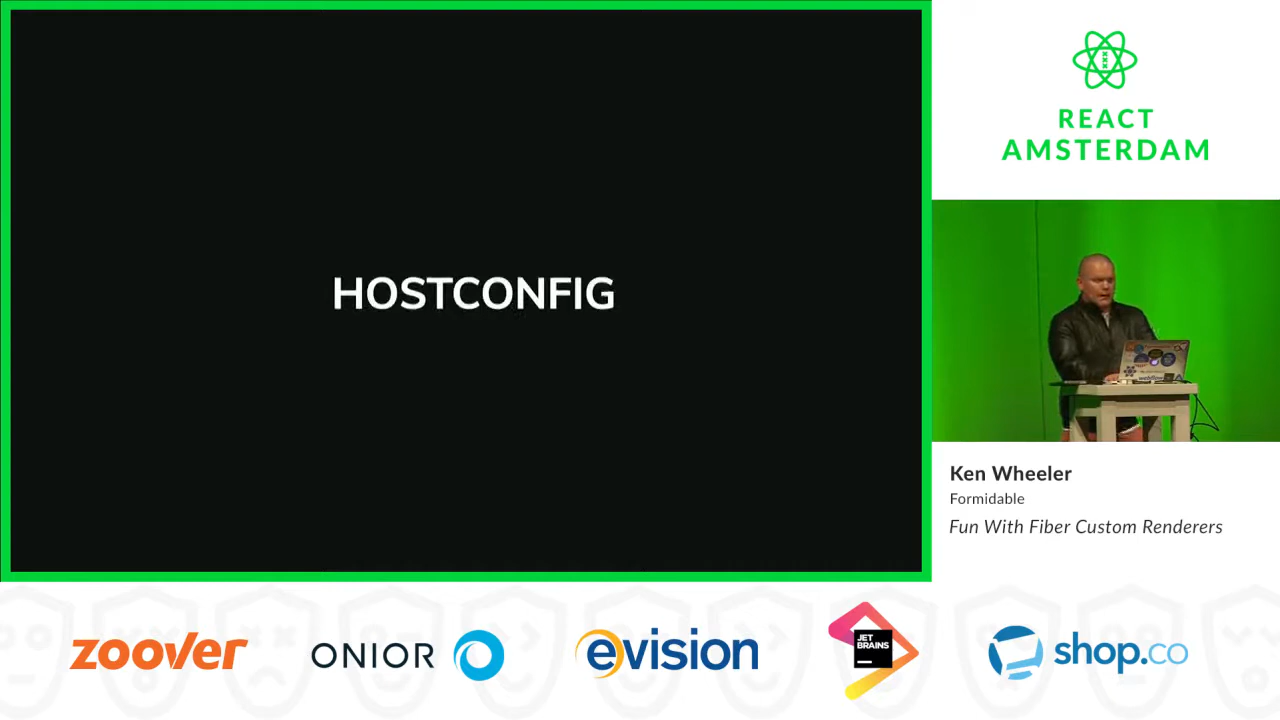 HOSTCONFIG
REACT
AMSTERDAM
Ken Wheeler
Formidable
Fun With Fiber Custom Renderers
zoover
ONIOR
evision
JET
BRAINS
shop.co